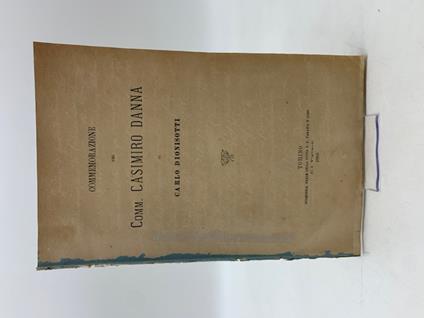 COMMEMORAZIONE
DEL
COMM. CASIMIRO DANNA
DI
CARLO DIONISOTTI
TORINO